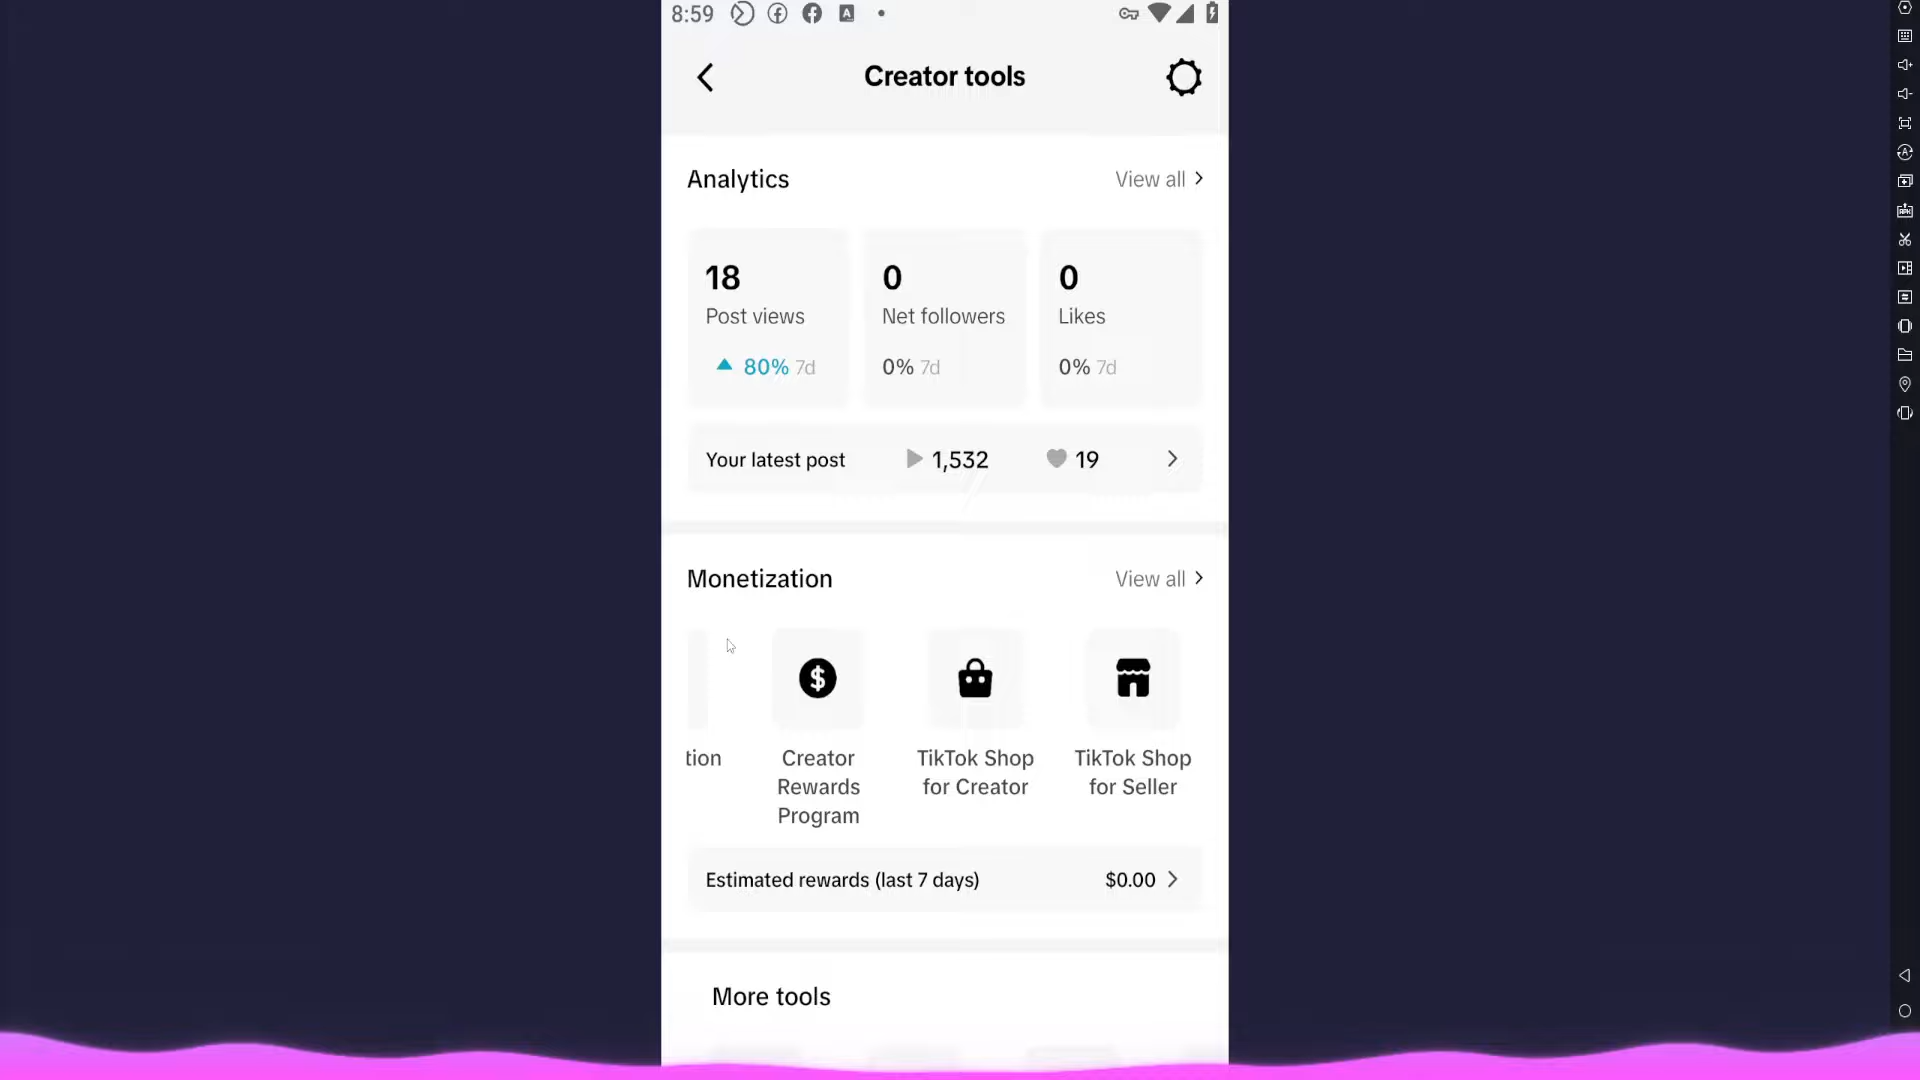 8:59
Creator tools
Analytics
View all
18
Post views
80% 7d
0
Net followers
0% 7d
0
Likes
0% 7d
Your latest post 1,532 19
Monetization
View all
tion
Creator
Rewards
Program
TikTok Shop
for Creator
TikTok Shop
for Seller
Estimated rewards (last 7 days) $0.00
More tools